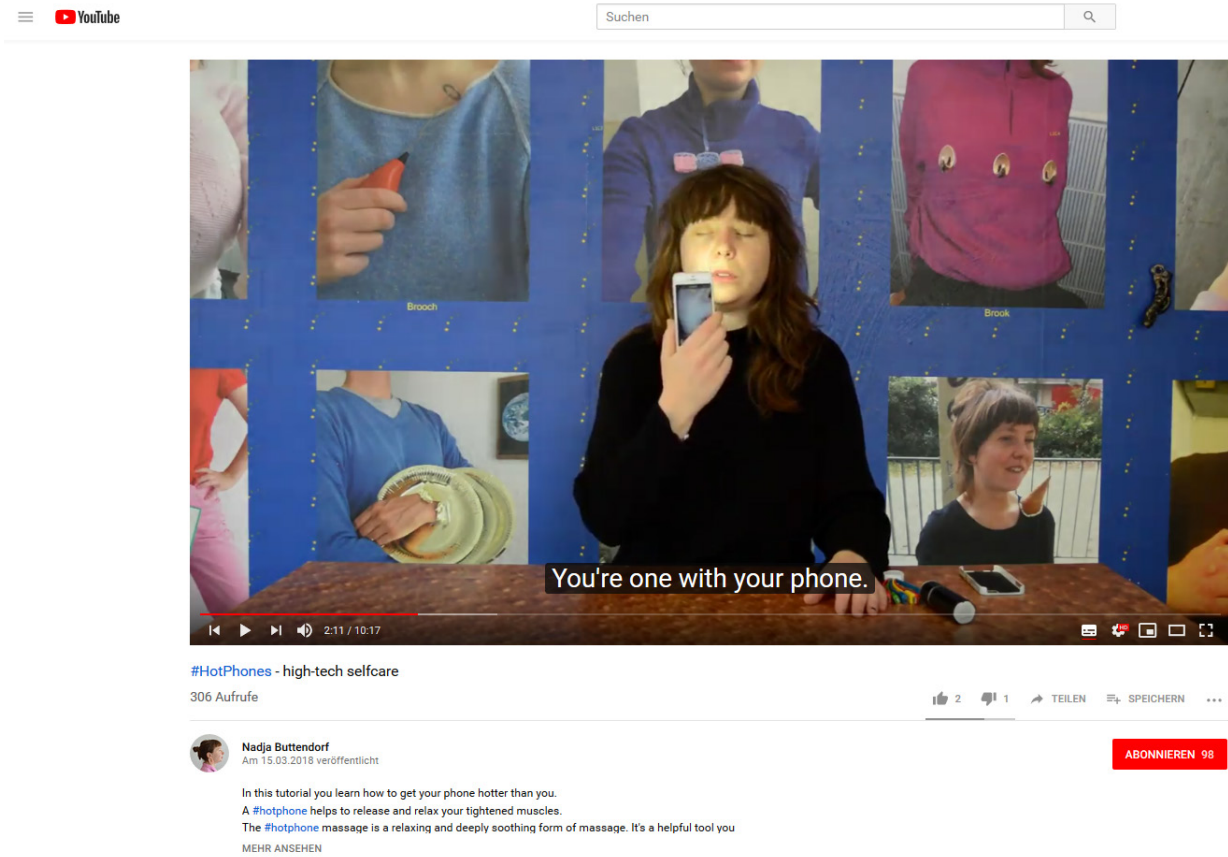 YouTube
Suchen
Brooch
Brook
You're one with your phone.
2:11 / 10:17
HD
#HotPhones - high-tech selfcare
306 Aufrufe
2 1 TEILEN SPEICHERN
Nadja Buttendorf
Am 15.03.2018 veröffentlicht
ABONNIEREN 98
In this tutorial you learn how to get your phone hotter than you.
A #hotphone helps to release and relax your tightened muscles.
The #hotphone massage is a relaxing and deeply soothing form of massage. It's a helpful tool you
MEHR ANSEHEN